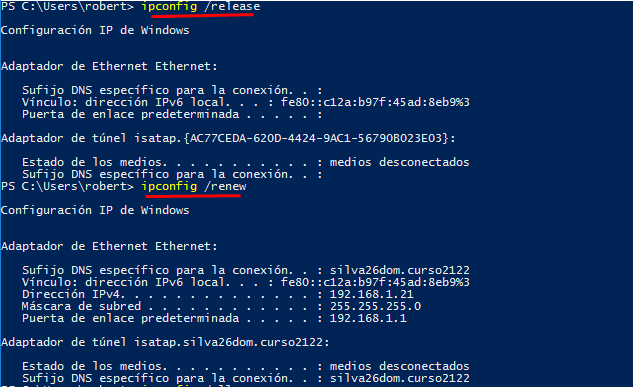 PS C:\Users\robert> ipconfig /release
Configuración IP de Windows
Adaptador de Ethernet Ethernet:
Sufijo DNS específico para la conexión. . :
Vínculo: dirección IPv6 local. . . : fe80::c12a:b97f:45ad:8eb9%3
Puerta de enlace predeterminada . . . . . :
Adaptador de túnel isatap.{AC77CEDA-620D-4424-9AC1-56790B023E03}:
Estado de los medios. . . . . . . . . . . : medios desconectados
Sufijo DNS específico para la conexión. . :
PS C:\Users\robert> ipconfig /renew
Configuración IP de Windows
Adaptador de Ethernet Ethernet:
Sufijo DNS específico para la conexión. . : silva26dom.curso2122
Vínculo: dirección IPv6 local. . . : fe80::c12a:b97f:45ad:8eb9%3
Dirección IPv4. . . . . . . . . . . . . . : 192.168.1.21
Máscara de subred . . . . . . . . . . . . : 255.255.255.0
Puerta de enlace predeterminada . . . . . : 192.168.1.1
Adaptador de túnel isatap.silva26dom.curso2122:
Estado de los medios. . . . . . . . . . . : medios desconectados
Sufijo DNS específico para la conexión. . : silva26dom.curso2122